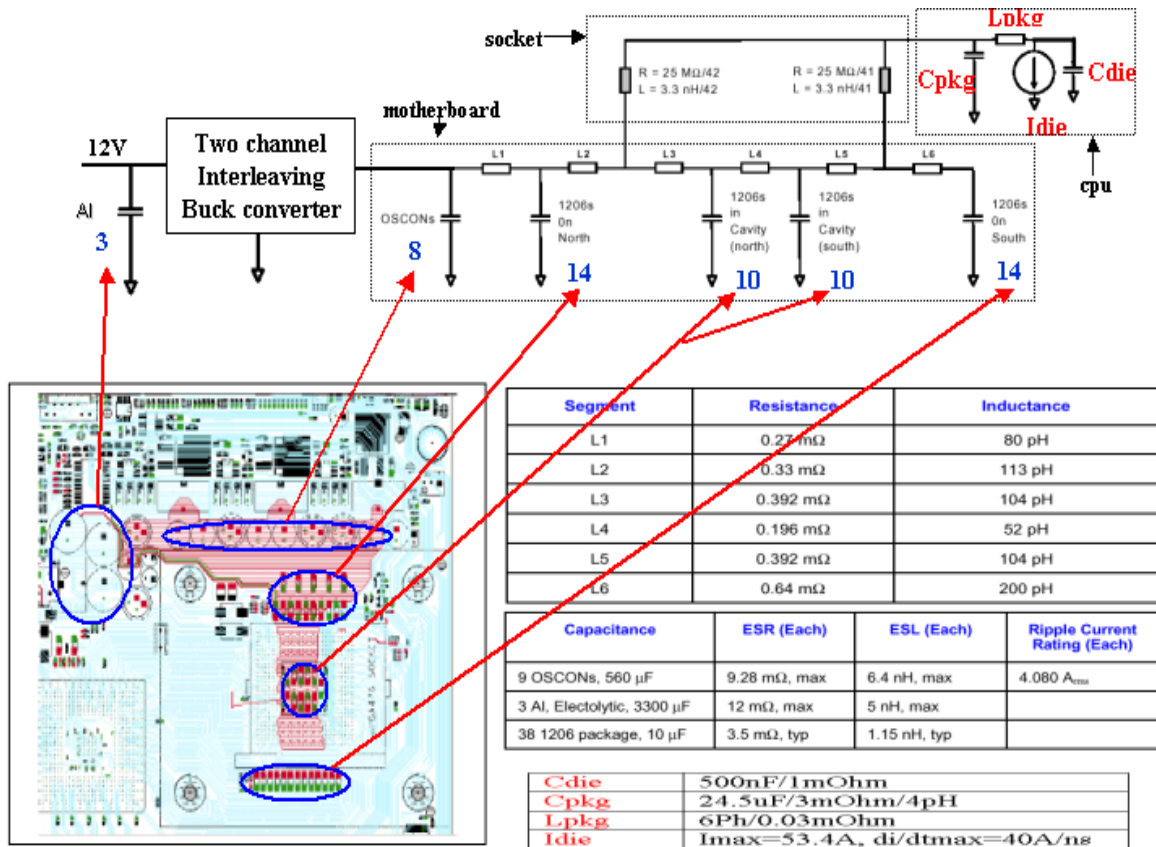 Lpkg
socket
R = 25 MΩ/42
L = 3.3 nH/42
R = 25 MΩ/41
L = 3.3 nH/41
Cpkg
Cdie
Idie
motherboard
cpu
12V
Two channel
Interleaving
Buck converter
L1
L2
L3
L4
L5
L6
Al
3
OSCONs
8
1206s
0n
North
14
1206s
in
Cavity
(north)
10
1206s
in
Cavity
(south)
10
1206s
0n
South
14
Segment Resistance Inductance
L1 0.27 mΩ 80 pH
L2 0.33 mΩ 113 pH
L3 0.392 mΩ 104 pH
L4 0.196 mΩ 52 pH
L5 0.392 mΩ 104 pH
L6 0.64 mΩ 200 pH
Capacitance ESR (Each) ESL (Each) Ripple Current
Rating (Each)
9 OSCONs, 560 μF 9.28 mΩ, max 6.4 nH, max 4.080 Arms
3 Al, Electolytic, 3300 μF 12 mΩ, max 5 nH, max
38 1206 package, 10 μF 3.5 mΩ, typ 1.15 nH, typ
Cdie 500nF/1mOhm
Cpkg 24.5uF/3mOhm/4pH
Lpkg 6Ph/0.03mOhm
Idie Imax=53.4A, di/dtmax=40A/ns